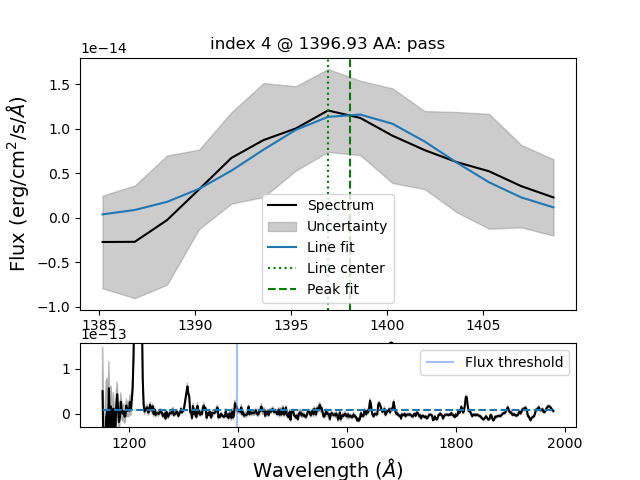 index 4 @ 1396.93 AA: pass
1e−14
1.5
1.0
0.5
0.0
−0.5
−1.0
Flux (erg/cm²/s/Å)
Spectrum
Uncertainty
Line fit
Line center
Peak fit
1385 1390 1395 1400 1405
1e−13
1
0
Flux threshold
1200 1400 1600 1800 2000
Wavelength (Å)